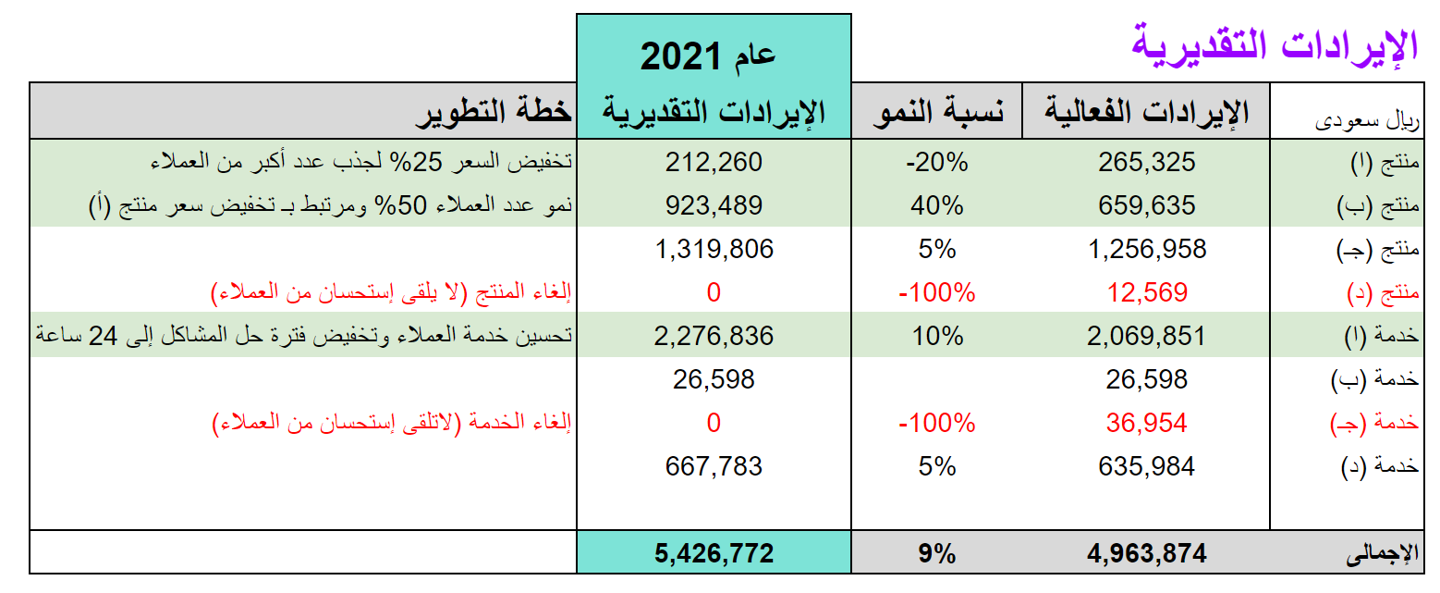 الإيرادات التقديرية
عام 2021
ريال سعودى الإيرادات الفعالية نسبة النمو الإيرادات التقديرية خطة التطوير
منتج (ا) 265,325 -20% 212,260 تخفيض السعر 25% لجذب عدد أكبر من العملاء
منتج (ب) 659,635 40% 923,489 نمو عدد العملاء 50% ومرتبط بـ تخفيض سعر منتج (أ)
منتج (جـ) 1,256,958 5% 1,319,806
منتج (د) 12,569 -100% 0 إلغاء المنتج (لا يلقى إستحسان من العملاء)
خدمة (ا) 2,069,851 10% 2,276,836 تحسين خدمة العملاء وتخفيض فترة حل المشاكل إلى 24 ساعة
خدمة (ب) 26,598 26,598
خدمة (جـ) 36,954 -100% 0 إلغاء الخدمة (لاتلقى إستحسان من العملاء)
خدمة (د) 635,984 5% 667,783
الإجمالى 4,963,874 9% 5,426,772